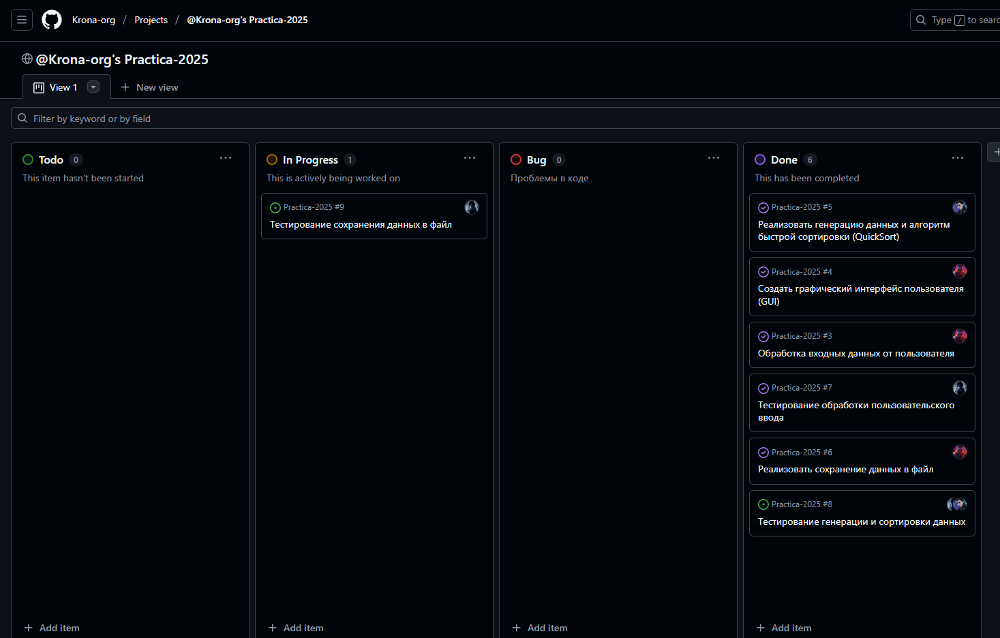 Krona-org / Projects / @Krona-org's Practica-2025
Type / to searc
@Krona-org's Practica-2025
View 1
New view
Filter by keyword or by field
Todo 0
This item hasn't been started
Add item
In Progress 1
This is actively being worked on
Practica-2025 #9
Тестирование сохранения данных в файл
Add item
Bug 0
Проблемы в коде
Add item
Done 6
This has been completed
Practica-2025 #5
Реализовать генерацию данных и алгоритм
быстрой сортировки (QuickSort)
Practica-2025 #4
Создать графический интерфейс пользователя
(GUI)
Practica-2025 #3
Обработка входных данных от пользователя
Practica-2025 #7
Тестирование обработки пользовательского
ввода
Practica-2025 #6
Реализовать сохранение данных в файл
Practica-2025 #8
Тестирование генерации и сортировки данных
Add item